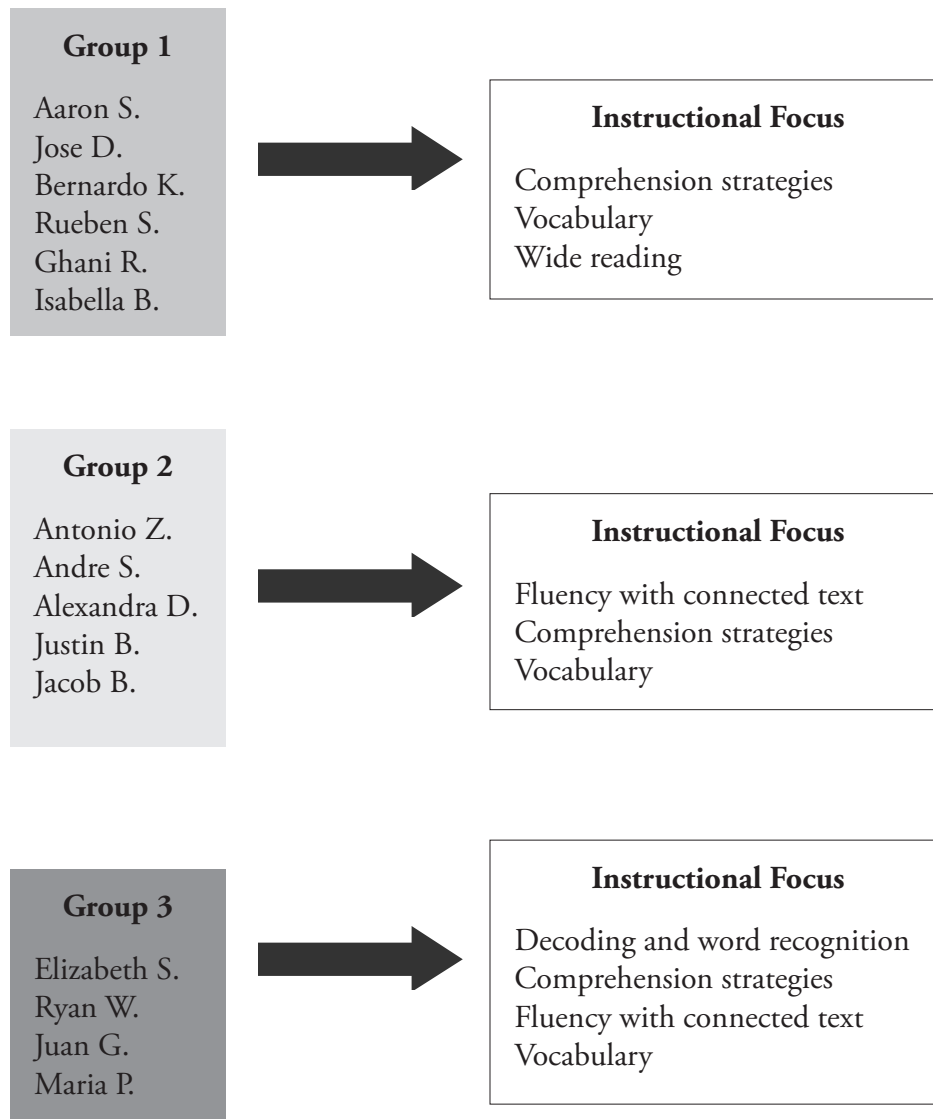 Group 1
Aaron S.
Jose D.
Bernardo K.
Rueben S.
Ghani R.
Isabella B.
Instructional Focus
Comprehension strategies
Vocabulary
Wide reading
Group 2
Antonio Z.
Andre S.
Alexandra D.
Justin B.
Jacob B.
Instructional Focus
Fluency with connected text
Comprehension strategies
Vocabulary
Group 3
Elizabeth S.
Ryan W.
Juan G.
Maria P.
Instructional Focus
Decoding and word recognition
Comprehension strategies
Fluency with connected text
Vocabulary